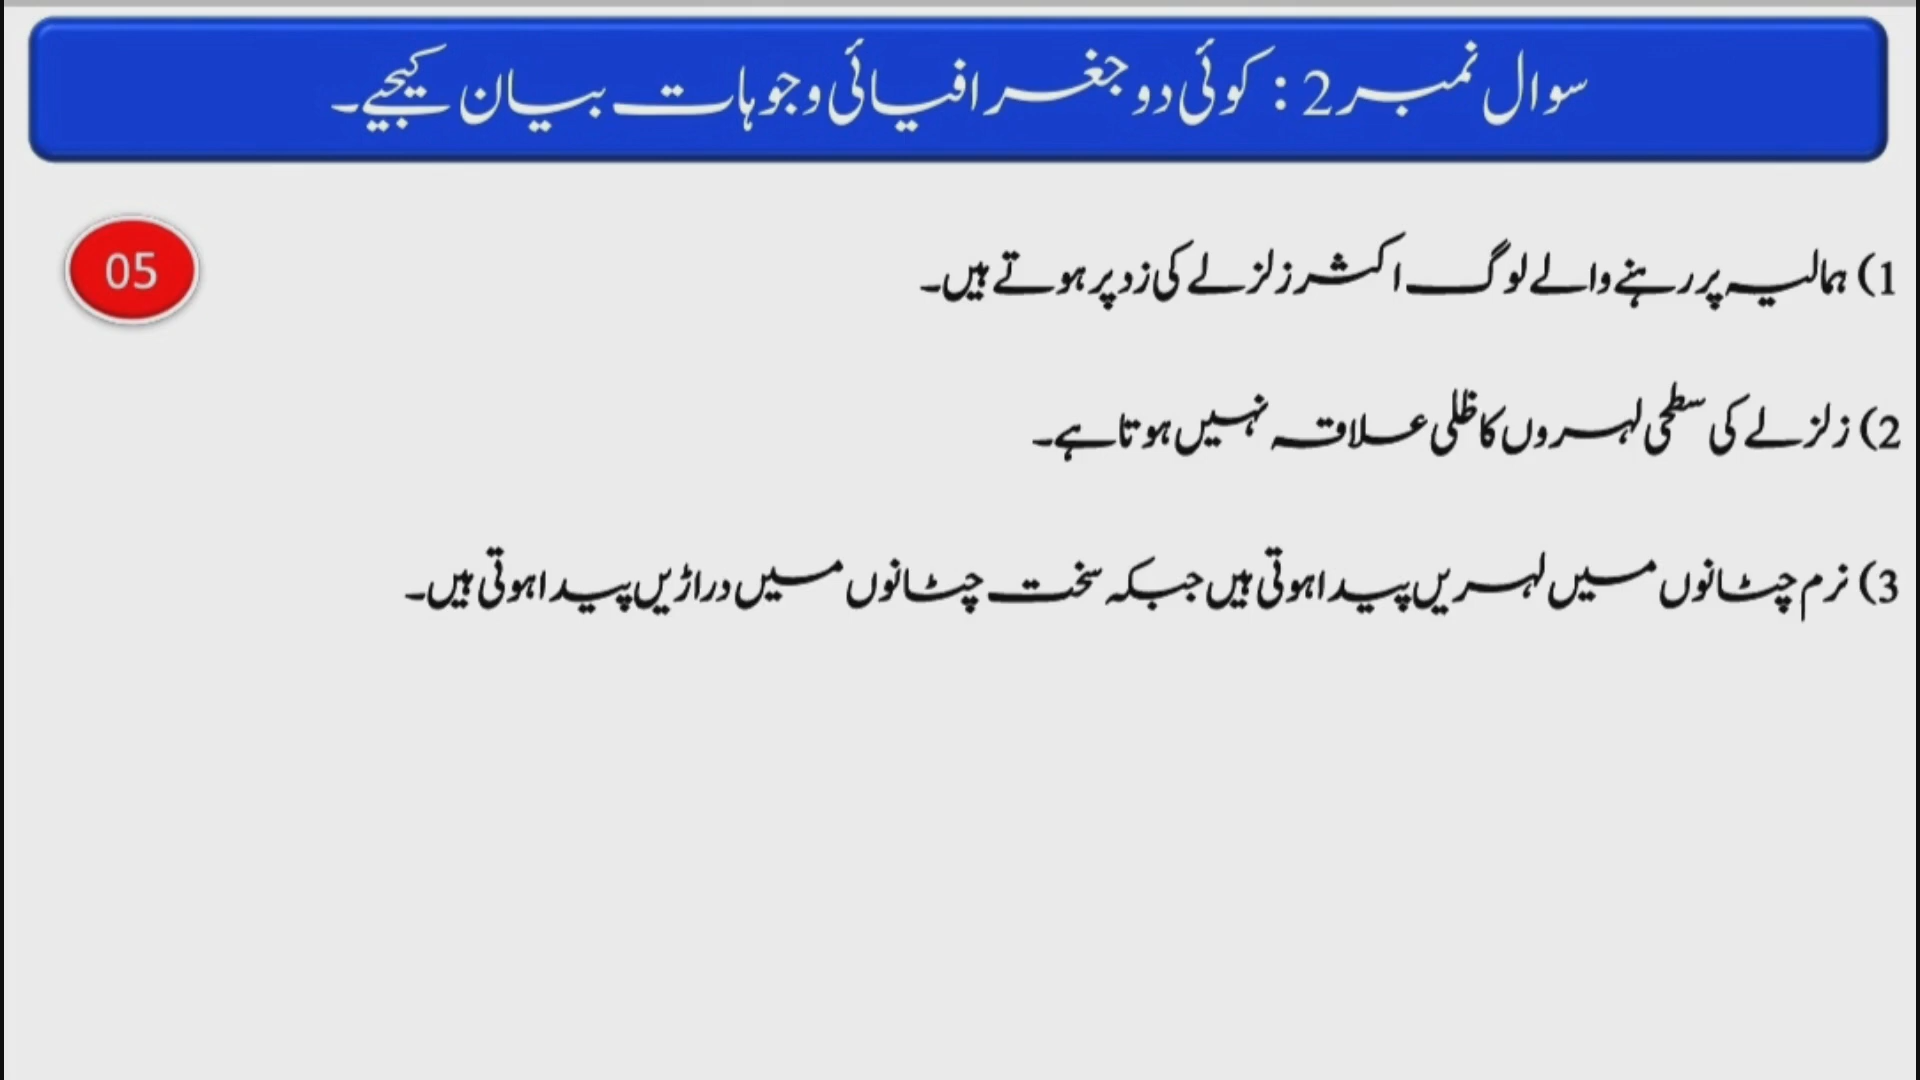 سوال نمبر 2 : کوئی دو جغرافیائی وجوہات بیان کیجیے۔
1) ہمالیہ پر رہنے والے لوگ اکثر زلزلے کی زد پر ہوتے ہیں۔
05
2) زلزلے کی سطحی لہروں کا ظلی علاقہ نہیں ہوتا ہے۔
3) نرم چٹانوں میں لہریں پیدا ہوتی ہیں جبکہ سخت چٹانوں میں دراڑیں پیدا ہوتی ہیں۔